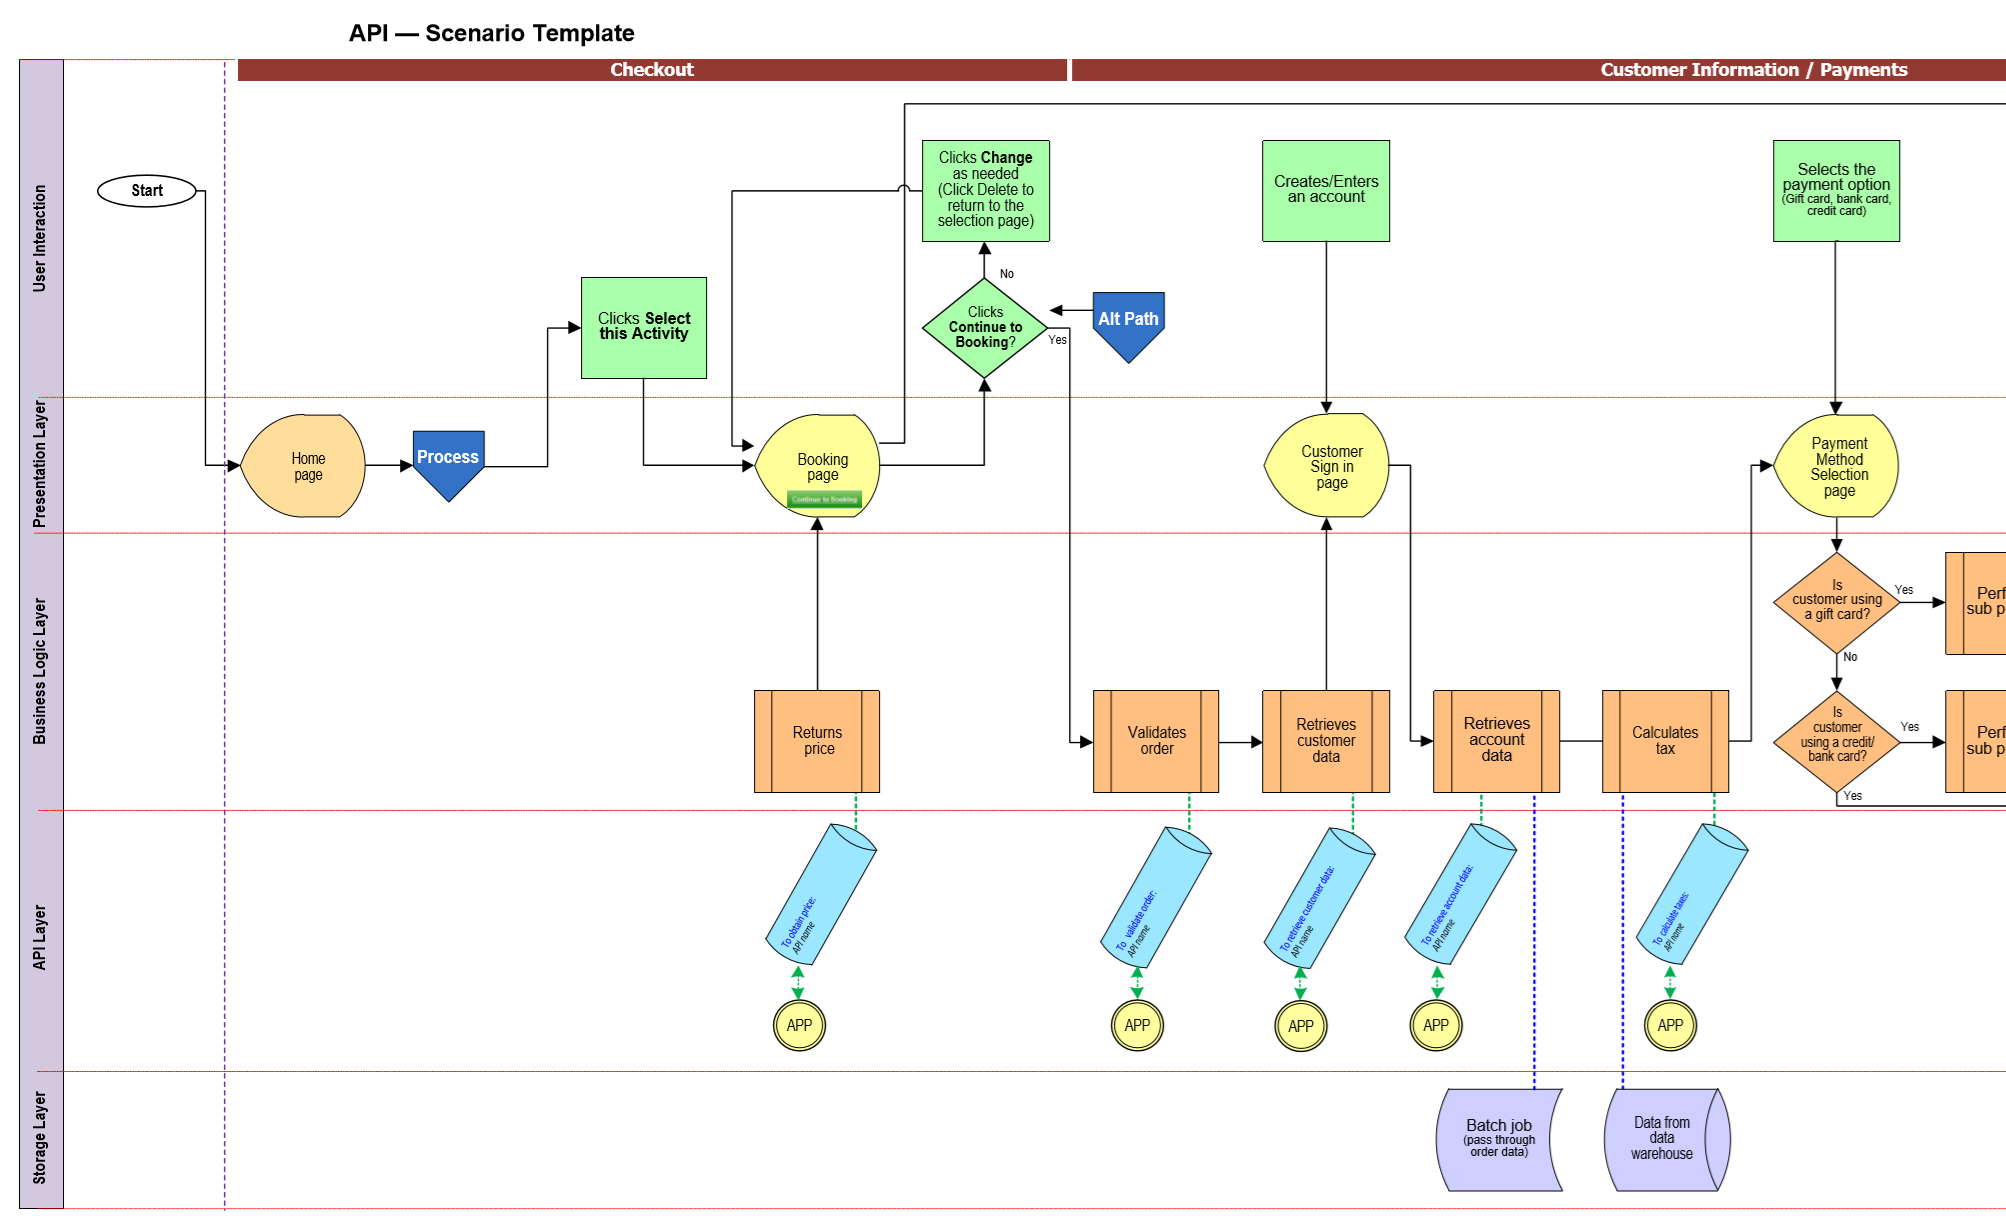 API — Scenario Template
Checkout
Customer Information / Payments
User Interaction
Start
Clicks Select
this Activity
Clicks Change
as needed
(Click Delete to
return to the
selection page)
No
Clicks
Continue to
Booking?
Yes
Alt Path
Creates/Enters
an account
Selects the
payment option
(Gift card, bank card,
credit card)
Presentation Layer
Home
page
Process
Booking
page
Continue to Booking
Customer
Sign in
page
Payment
Method
Selection
page
Business Logic Layer
Returns
price
Validates
order
Retrieves
customer
data
Retrieves
account
data
Calculates
tax
Is
customer using
a gift card?
Yes
No
Perf
sub p
Is
customer
using a credit/
bank card?
Yes
Yes
Perf
sub p
API Layer
To obtain price:
API name
APP
To validate order:
API name
APP
To retrieve customer data:
API name
APP
To retrieve account data:
API name
APP
To calculate taxes:
API name
APP
Storage Layer
Batch job
(pass through
order data)
Data from
data
warehouse